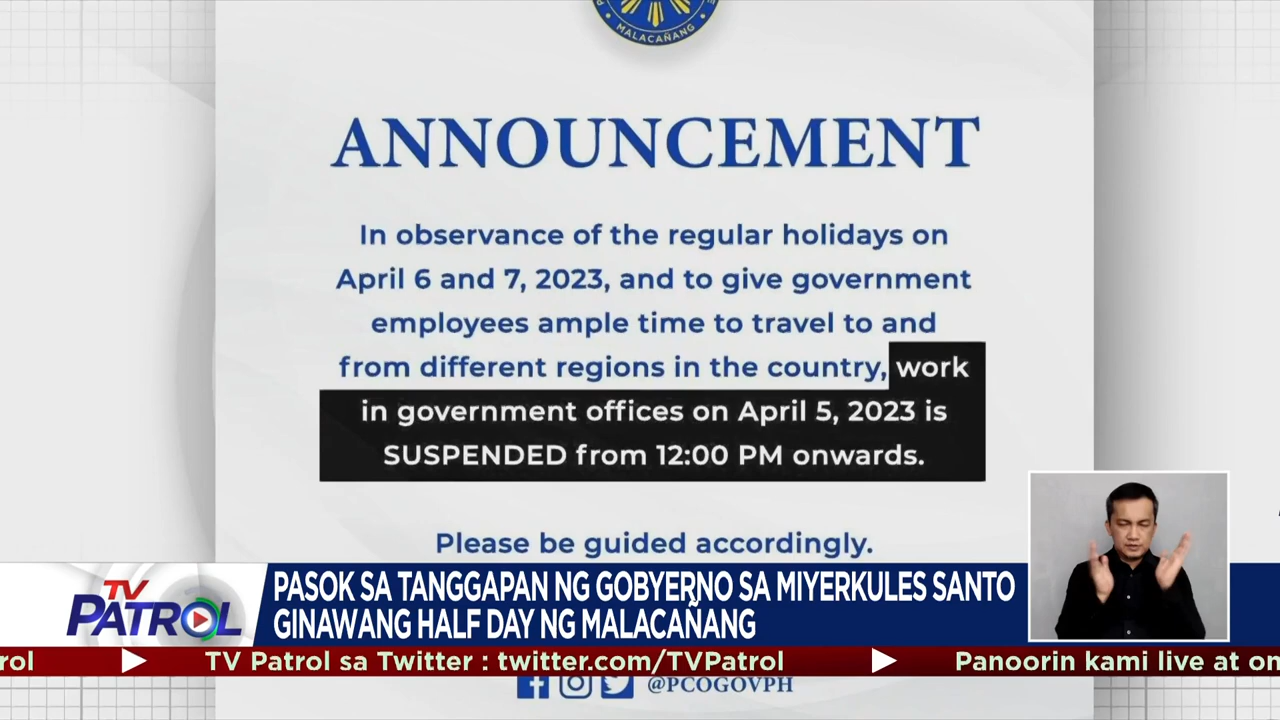 MALACAÑANG
ANNOUNCEMENT
In observance of the regular holidays on
April 6 and 7, 2023, and to give government
employees ample time to travel to and
from different regions in the country, work
in government offices on April 5, 2023 is
SUSPENDED from 12:00 PM onwards.
Please be guided accordingly.
TV PATROL
PASOK SA TANGGAPAN NG GOBYERNO SA MIYERKULES SANTO
GINAWANG HALF DAY NG MALACAÑANG
rol TV Patrol sa Twitter : twitter.com/TVPatrol Panoorin kami live at on
@PCOGOVPH